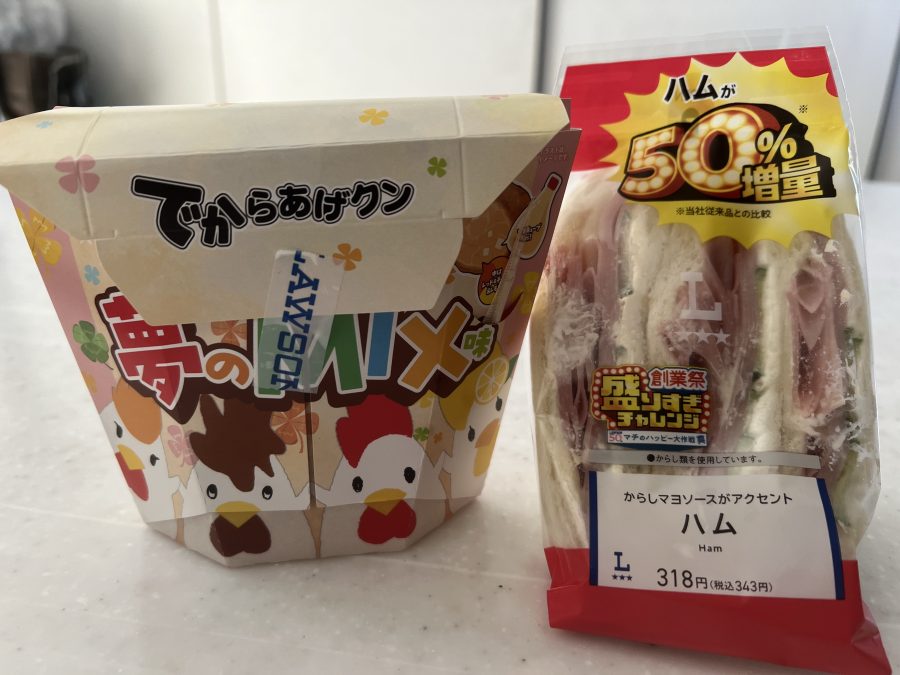 でからあげクン
LAWSON
夢のMIX味
ハムが
50%
増量
※
※当社従来品との比較
L
創業祭
盛りすぎ
チャレンジ
マチのハッピー大作戦
●からし類を使用しています。
からしマヨソースがアクセント
ハム
Ham
L
318円(税込343円)